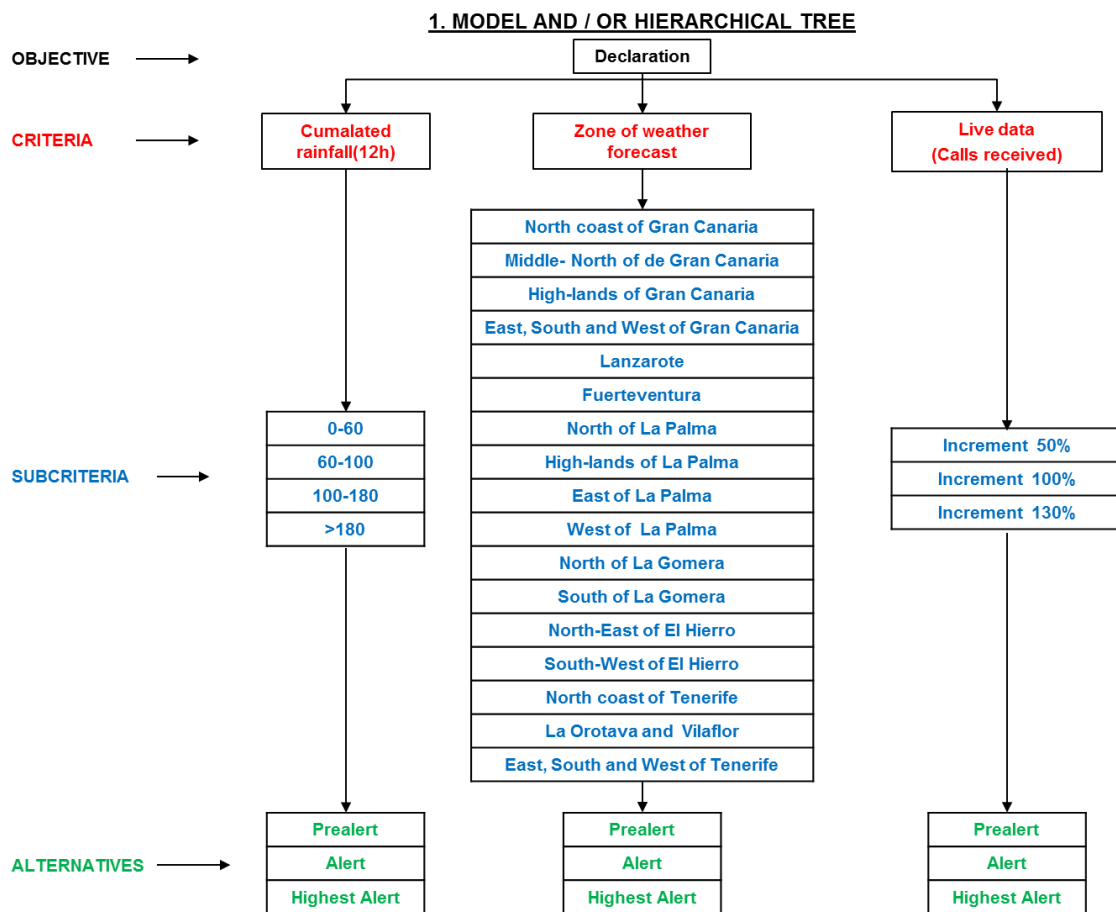 1. MODEL AND / OR HIERARCHICAL TREE
OBJECTIVE
Declaration
CRITERIA
Cumalated
rainfall(12h)
Zone of weather
forecast
Live data
(Calls received)
SUBCRITERIA
0-60
60-100
100-180
>180
North coast of Gran Canaria
Middle- North of de Gran Canaria
High-lands of Gran Canaria
East, South and West of Gran Canaria
Lanzarote
Fuerteventura
North of La Palma
High-lands of La Palma
East of La Palma
West of La Palma
North of La Gomera
South of La Gomera
North-East of El Hierro
South-West of El Hierro
North coast of Tenerife
La Orotava and Vilaflor
East, South and West of Tenerife
Increment 50%
Increment 100%
Increment 130%
ALTERNATIVES
Prealert
Alert
Highest Alert
Prealert
Alert
Highest Alert
Prealert
Alert
Highest Alert